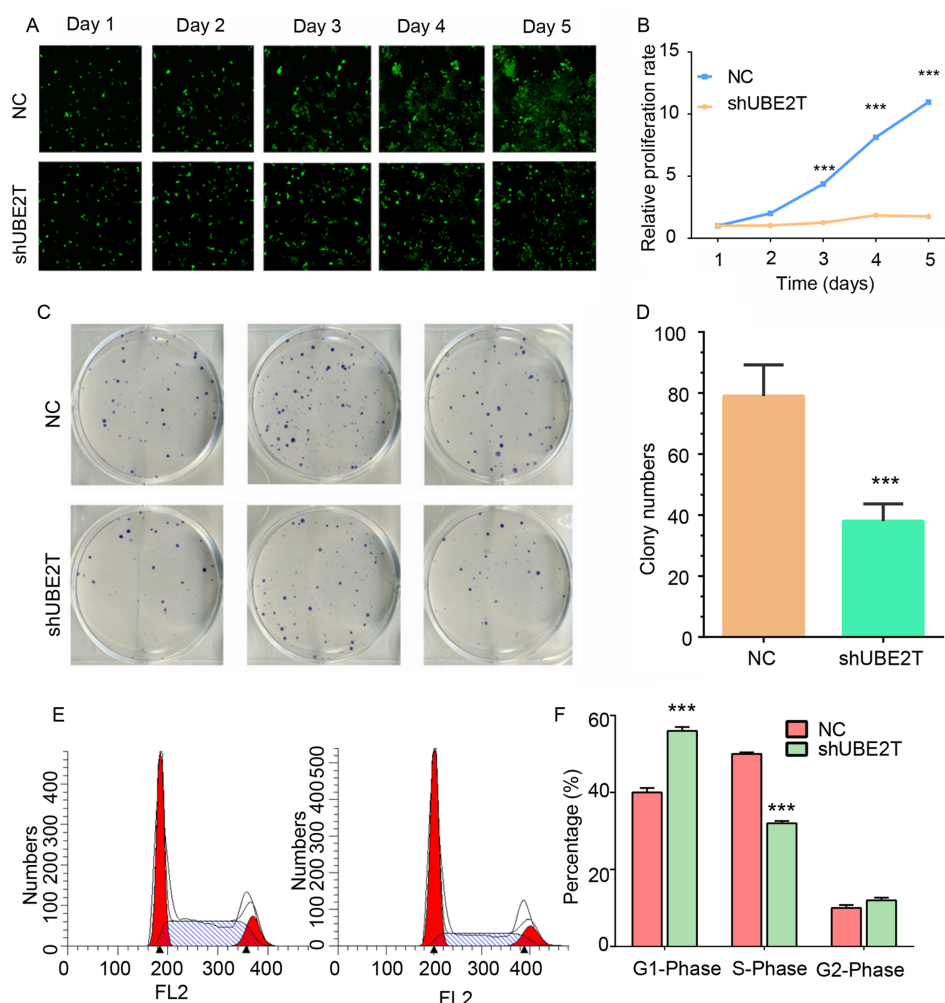 A
Day 1 Day 2 Day 3 Day 4 Day 5
NC
shUBE2T
B
Relative proliferation rate
15
10
5
0
NC
shUBE2T
***
***
***
1 2 3 4 5
Time (days)
C
NC
shUBE2T
D
Clony numbers
100
80
60
40
20
0
***
NC shUBE2T
E
Numbers
0 100 200 300 400
0 100 200 300 400
FL2
Numbers
0 100 200 300 400 500
0 100 200 300 400
FL2
F
Percentage (%)
60
40
20
0
***
***
NC
shUBE2T
G1-Phase S-Phase G2-Phase